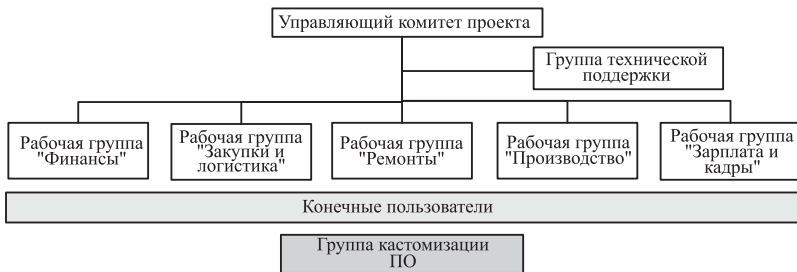 Управляющий комитет проекта
Группа технической
поддержки
Рабочая группа
"Финансы"
Рабочая группа
"Закупки и
логистика"
Рабочая группа
"Ремонты"
Рабочая группа
"Производство"
Рабочая группа
"Зарплата и
кадры"
Конечные пользователи
Группа кастомизации
ПО